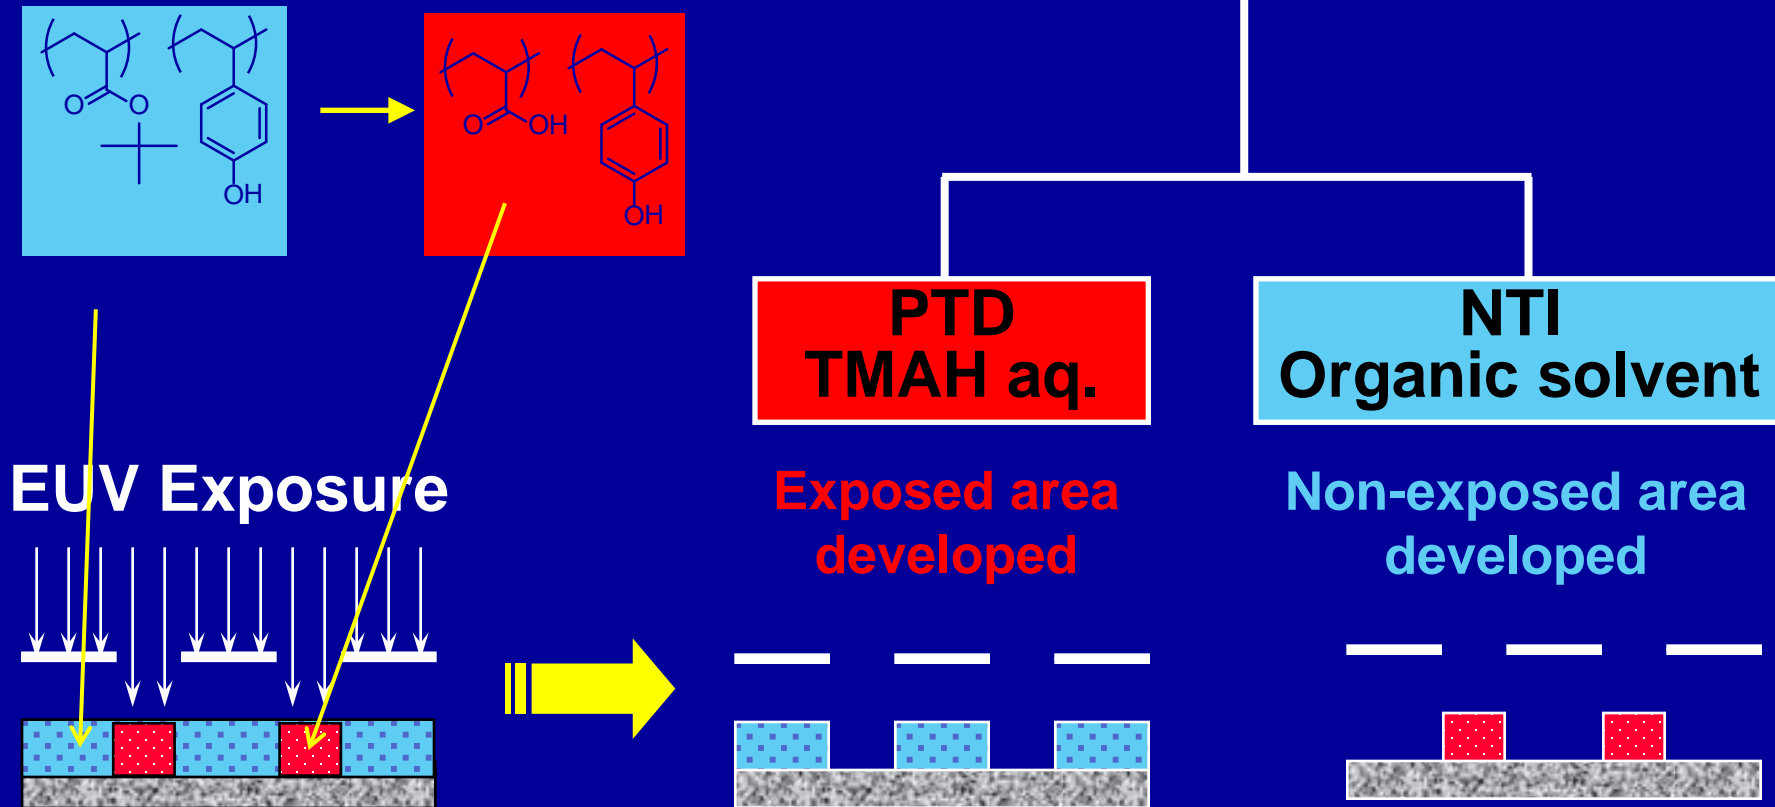 O
O
OH
O
OH
OH
PTD
TMAH aq.
NTI
Organic solvent
EUV Exposure
Exposed area
developed
Non-exposed area
developed